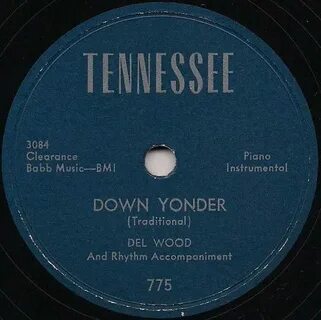 TENNESSEE
3084
Clearance
Babb Music—BMI
Piano
Instrumental
DOWN YONDER
(Traditional)
DEL WOOD
And Rhythm Accompaniment
775